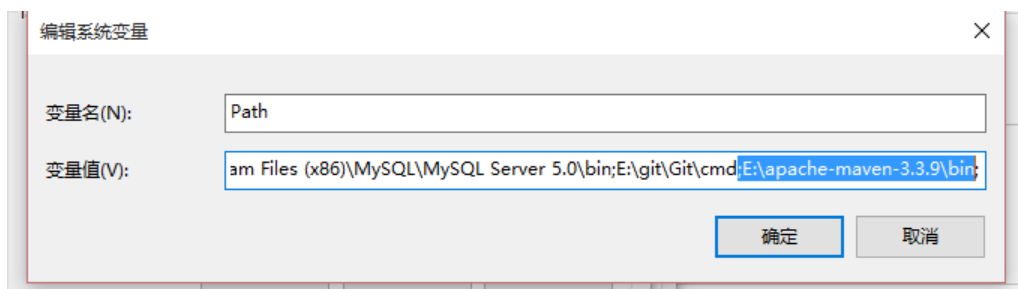 编辑系统变量
变量名(N):
Path
变量值(V):
am Files (x86)\MySQL\MySQL Server 5.0\bin;E:\git\Git\cmd;E:\apache-maven-3.3.9\bin;
确定
取消